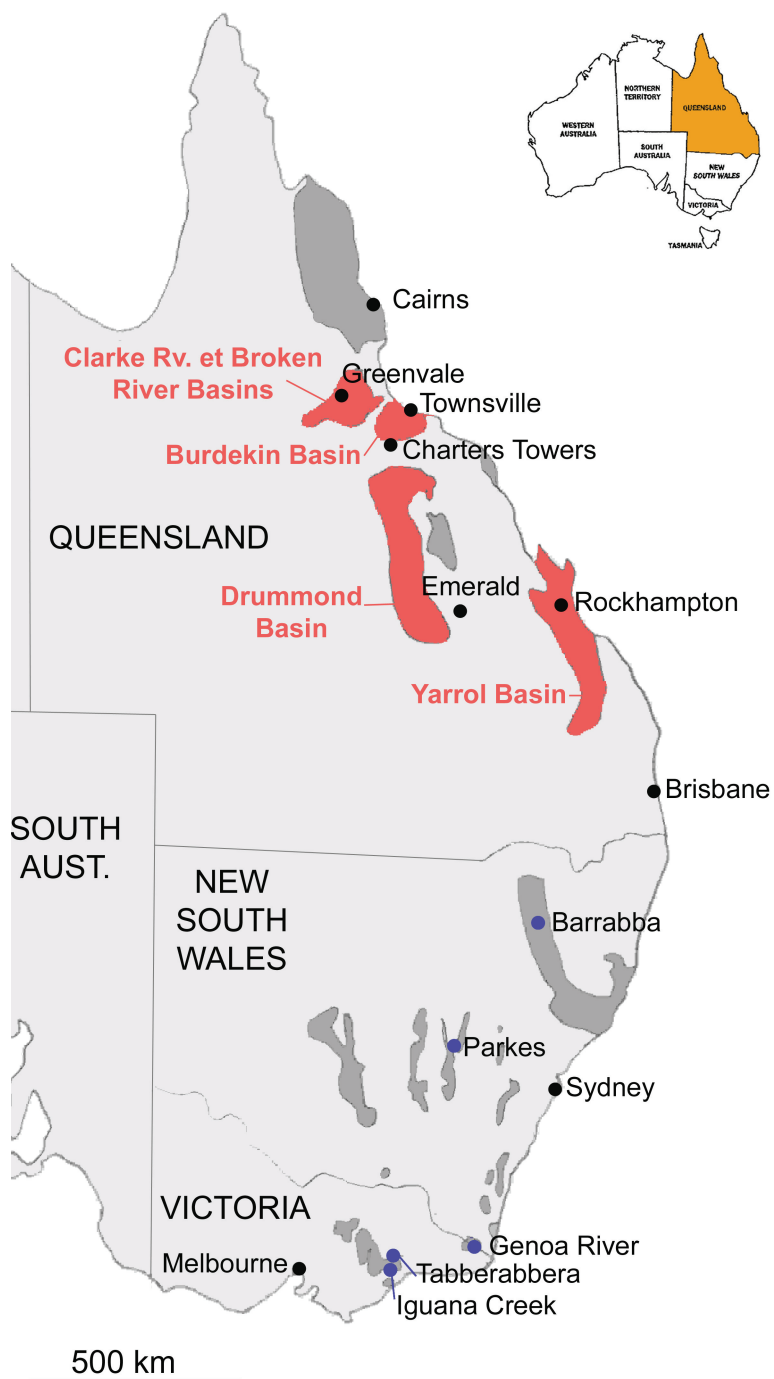 NORTHERN
TERRITORY
QUEENSLAND
WESTERN
AUSTRALIA
SOUTH
AUSTRALIA
NEW
SOUTH WALES
VICTORIA
TASMANIA
Cairns
Clarke Rv. et Broken
River Basins
Greenvale
Townsville
Burdekin Basin
Charters Towers
QUEENSLAND
Emerald
Drummond
Basin
Rockhampton
Yarrol Basin
Brisbane
SOUTH
AUST.
NEW
SOUTH
WALES
Barrabba
Parkes
Sydney
VICTORIA
Genoa River
Melbourne
Tabberabbera
Iguana Creek
500 km